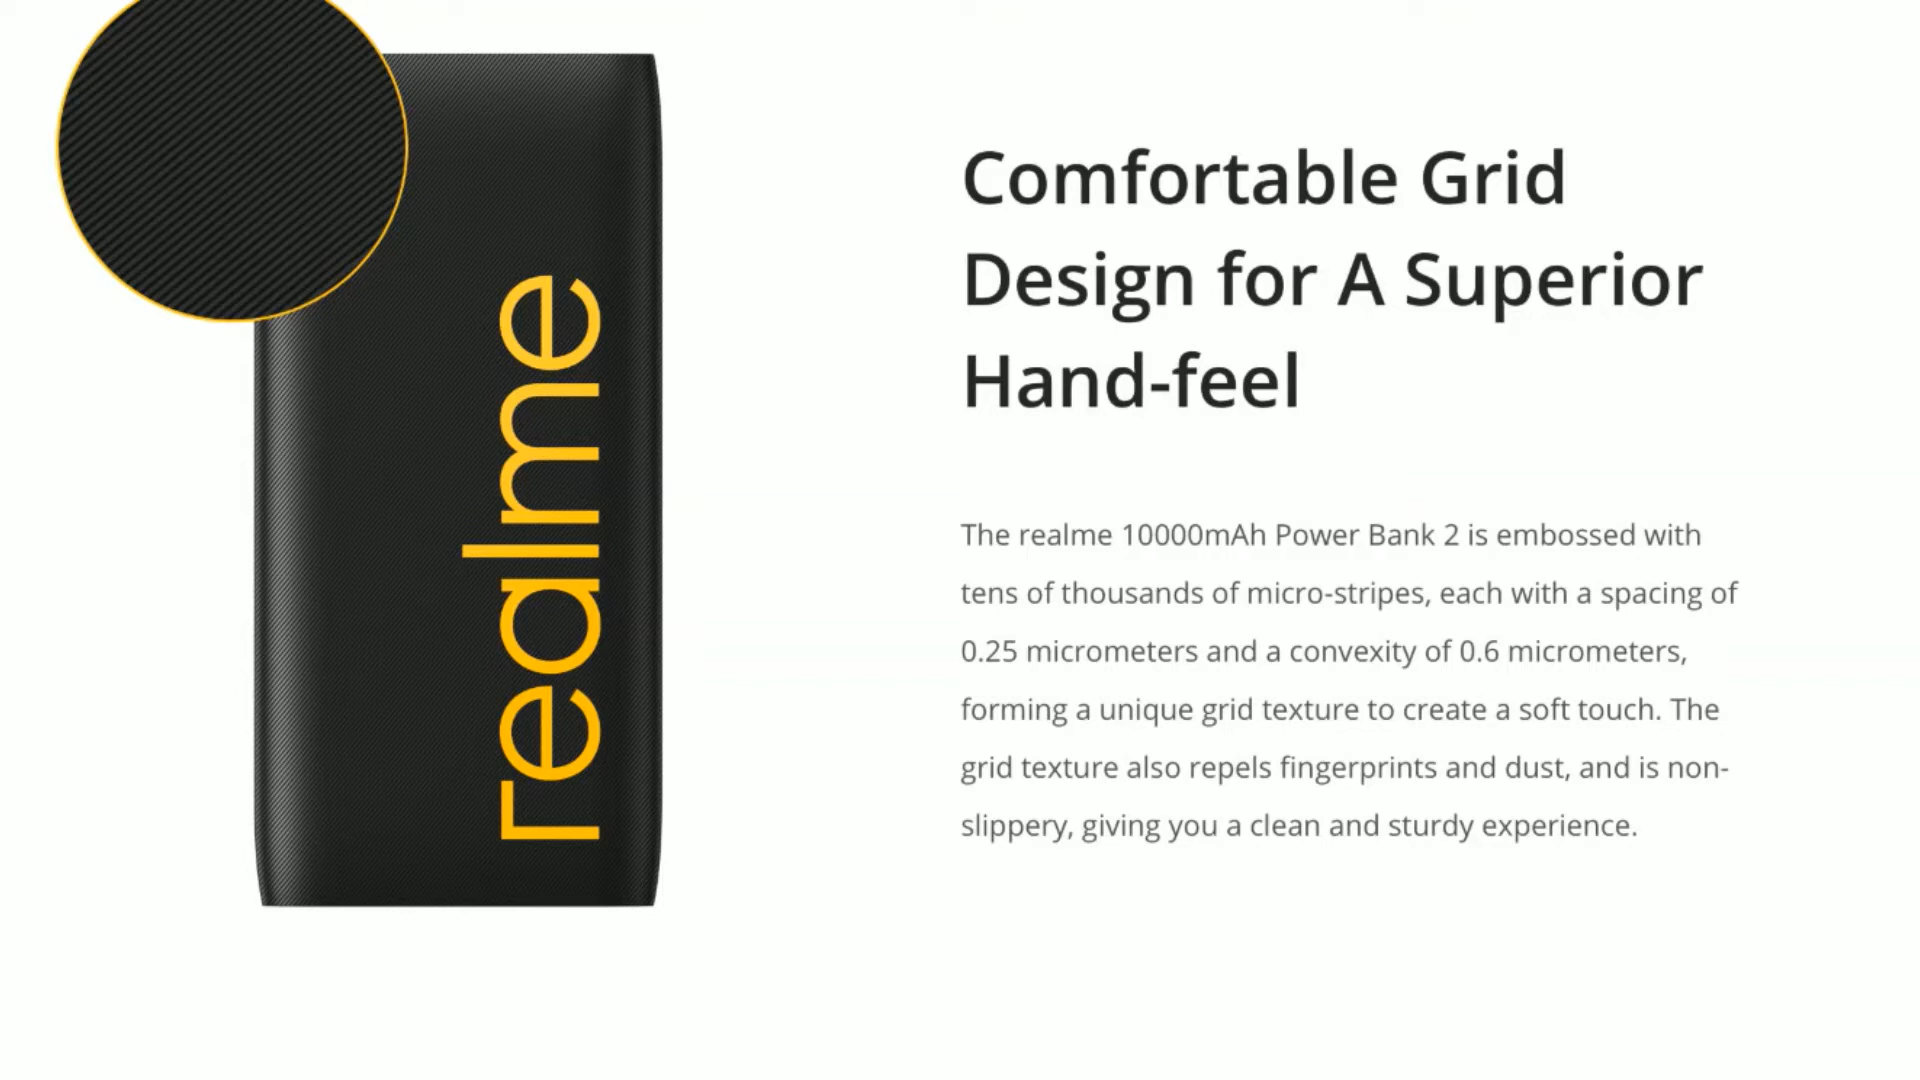 realme
Comfortable Grid
Design for A Superior
Hand-feel
The realme 10000mAh Power Bank 2 is embossed with
tens of thousands of micro-stripes, each with a spacing of
0.25 micrometers and a convexity of 0.6 micrometers,
forming a unique grid texture to create a soft touch. The
grid texture also repels fingerprints and dust, and is non-
slippery, giving you a clean and sturdy experience.